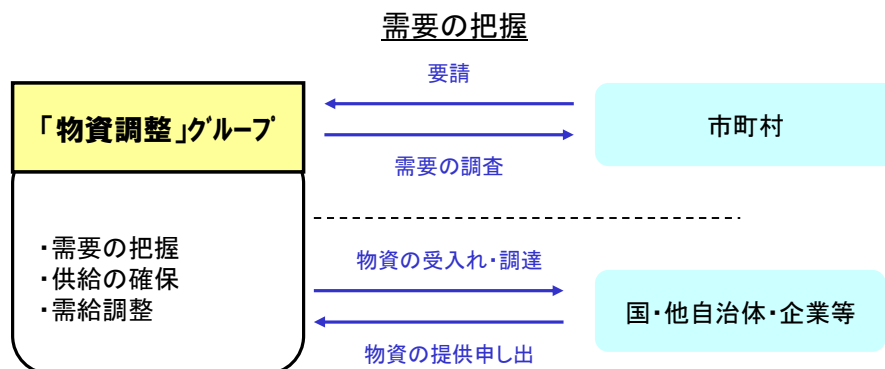 需要の把握
要請
「物資調整」グループ
市町村
需要の調査
・需要の把握
・供給の確保
・需給調整
物資の受入れ・調達
国・他自治体・企業等
物資の提供申し出